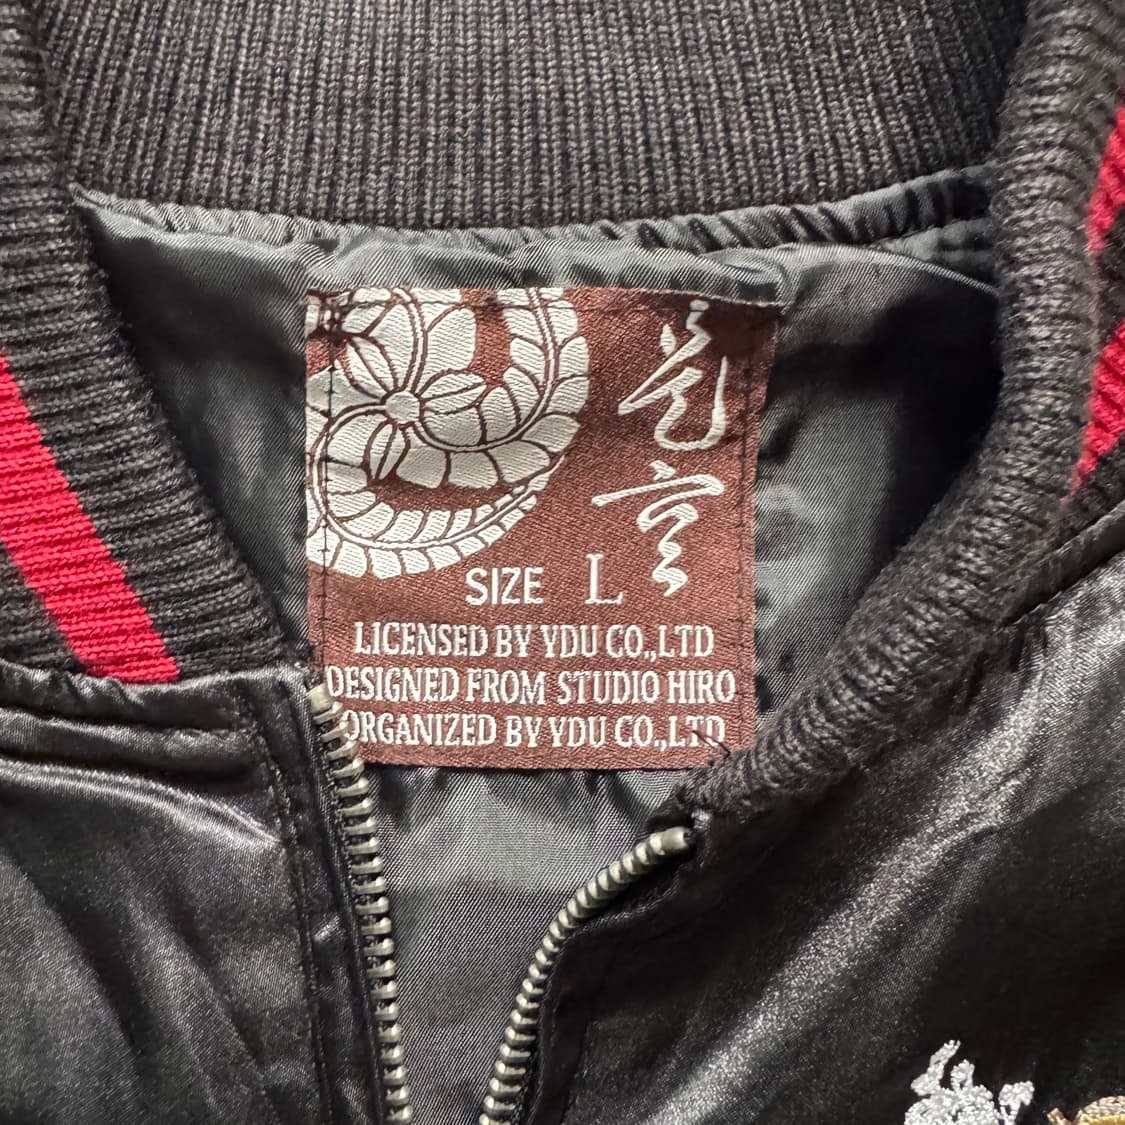 SIZE L
LICENSED BY YDU CO.,LTD
DESIGNED FROM STUDIO HIRO
ORGANIZED BY YDU CO.,LTD